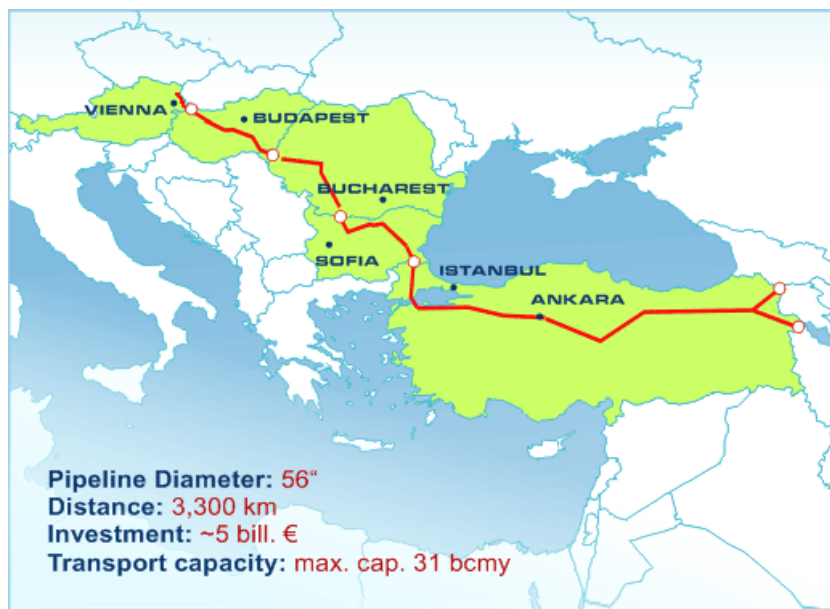 VIENNA
BUDAPEST
BUCHAREST
SOFIA
ISTANBUL
ANKARA
Pipeline Diameter: 56“
Distance: 3,300 km
Investment: ~5 bill. €
Transport capacity: max. cap. 31 bcmy